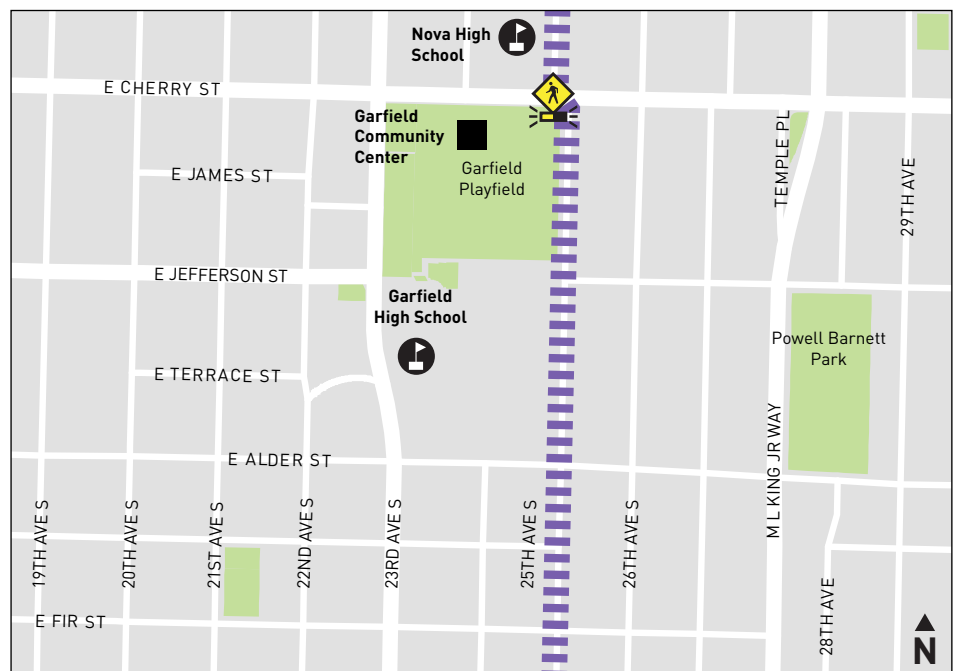 Nova High
School
E CHERRY ST
Garfield
Community
Center
Garfield
Playfield
TEMPLE PL
29TH AVE
E JAMES ST
E JEFFERSON ST
Garfield
High School
Powell Barnett
Park
E TERRACE ST
M L KING JR WAY
E ALDER ST
19TH AVE S
20TH AVE S
21ST AVE S
22ND AVE S
23RD AVE S
25TH AVE S
26TH AVE S
28TH AVE
E FIR ST
N